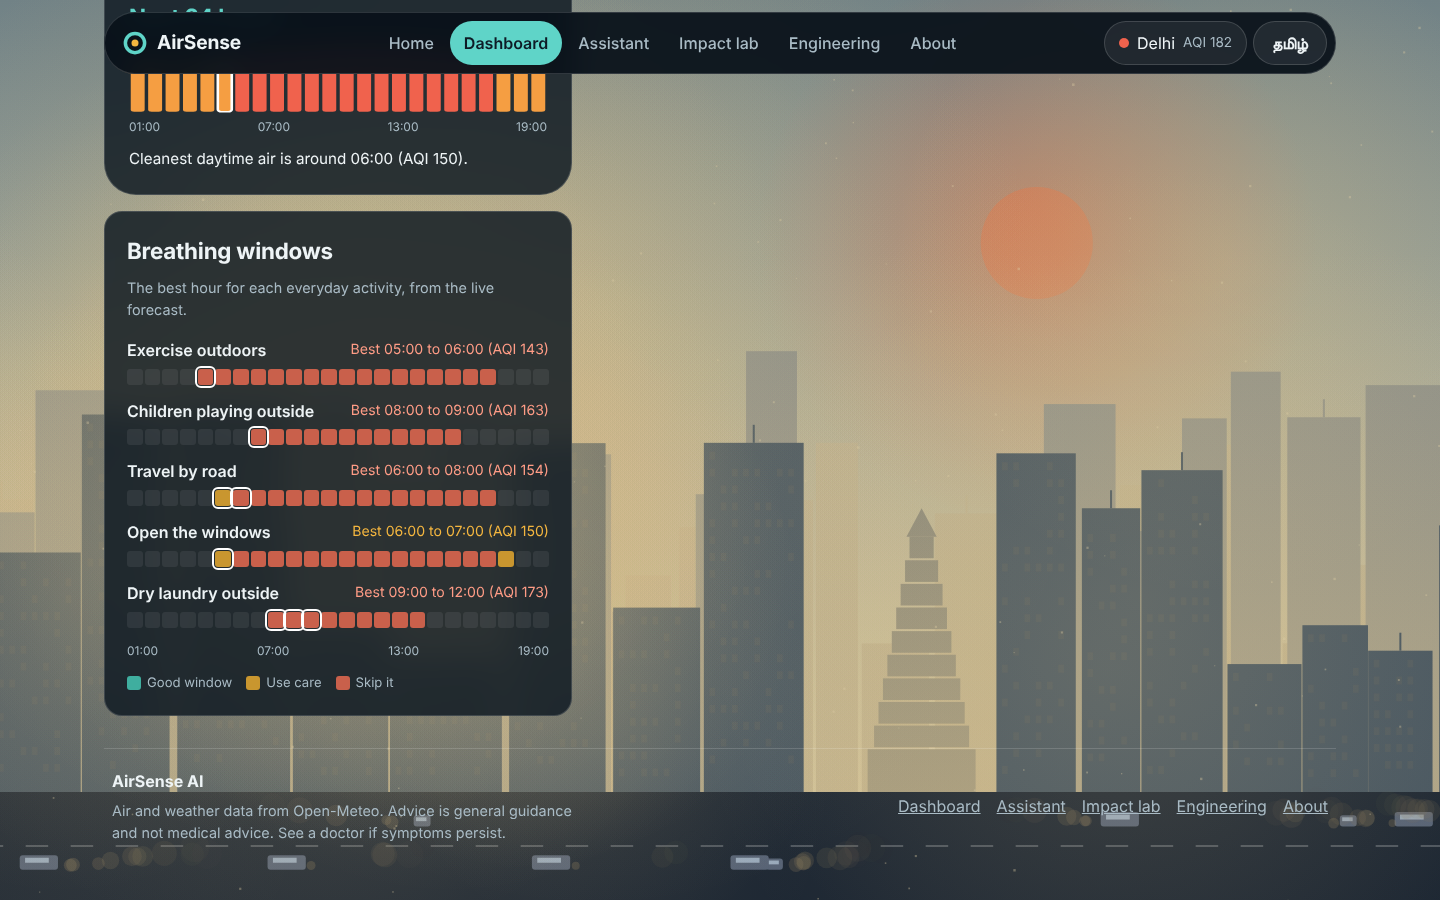 AirSense
Home
Dashboard
Assistant
Impact lab
Engineering
About
Delhi AQI 182
தமிழ்
01:00 07:00 13:00 19:00
Cleanest daytime air is around 06:00 (AQI 150).
Breathing windows
The best hour for each everyday activity, from the live
forecast.
Exercise outdoors Best 05:00 to 06:00 (AQI 143)
Children playing outside Best 08:00 to 09:00 (AQI 163)
Travel by road Best 06:00 to 08:00 (AQI 154)
Open the windows Best 06:00 to 07:00 (AQI 150)
Dry laundry outside Best 09:00 to 12:00 (AQI 173)
01:00 07:00 13:00 19:00
Good window Use care Skip it
AirSense AI
Air and weather data from Open-Meteo. Advice is general guidance
and not medical advice. See a doctor if symptoms persist.
Dashboard Assistant Impact lab Engineering About